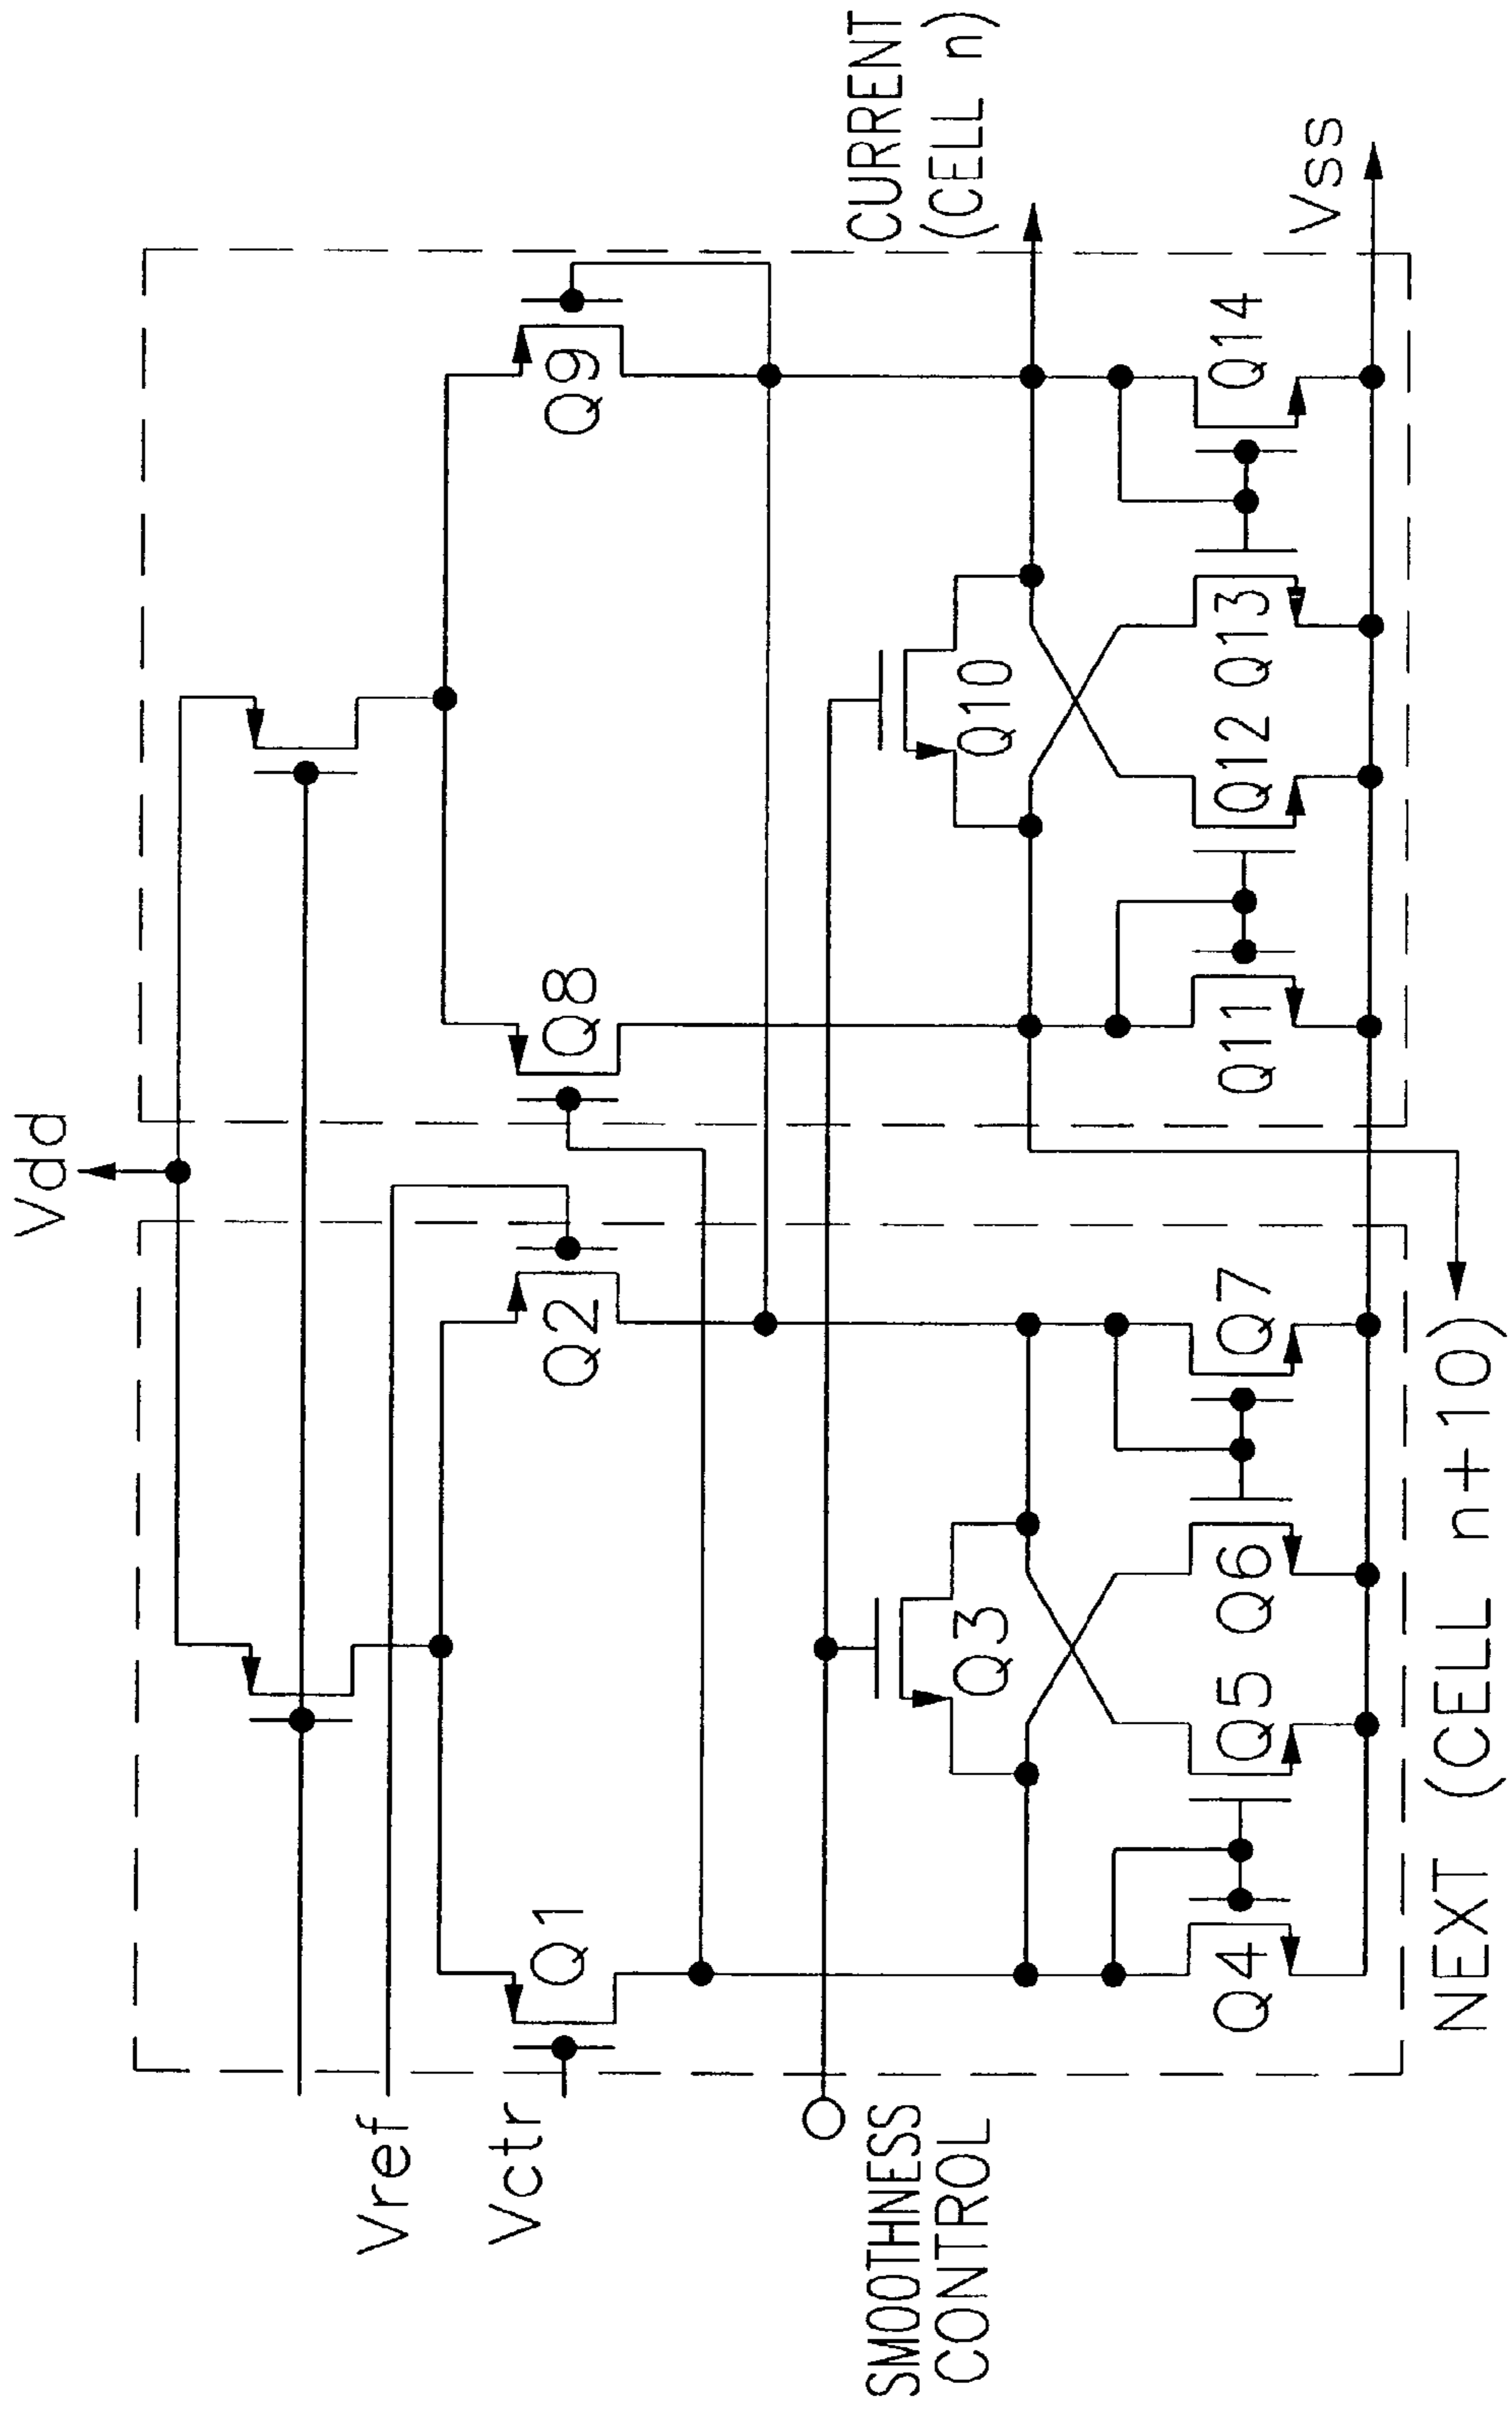 Vdd
Vref
Vctr
SMOOTHNESS
CONTROL
Q1
Q2
Q8
Q9
Q3
Q10
Q4
Q5
Q6
Q7
Q11
Q12
Q13
Q14
CURRENT
(CELL n)
Vss
NEXT (CELL n+10)